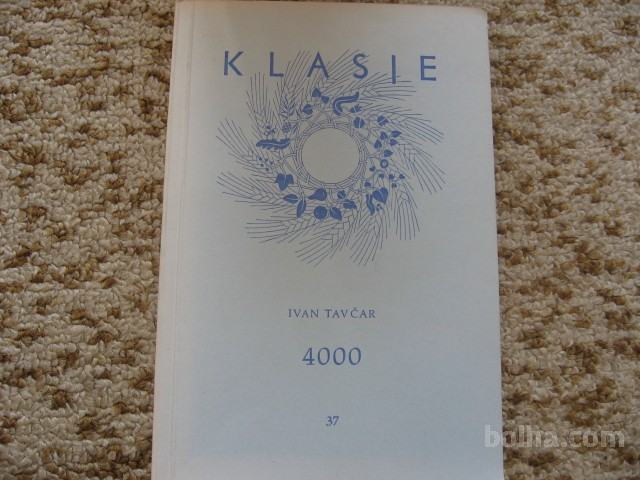 KLASJE
IVAN TAVČAR
4000
37
bolha.com